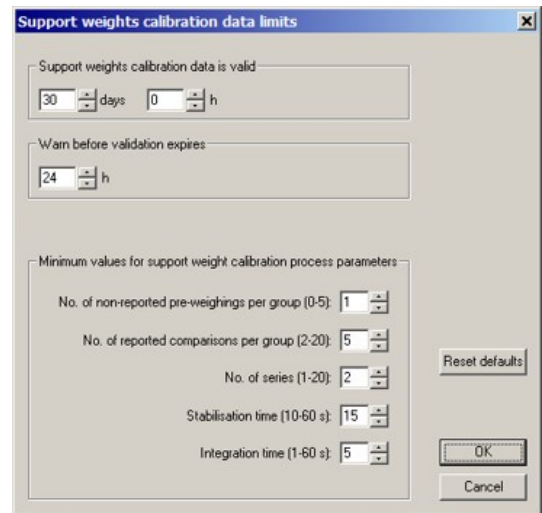 Support weights calibration data limits
Support weights calibration data is valid
30 days 0 h
Warn before validation expires
24 h
Minimum values for support weight calibration process parameters
No. of non-reported pre-weighings per group (0-5): 1
No. of reported comparisons per group (2-20): 5
No. of series (1-20): 2
Stabilisation time (10-60 s): 15
Integration time (1-60 s): 5
Reset defaults
OK
Cancel